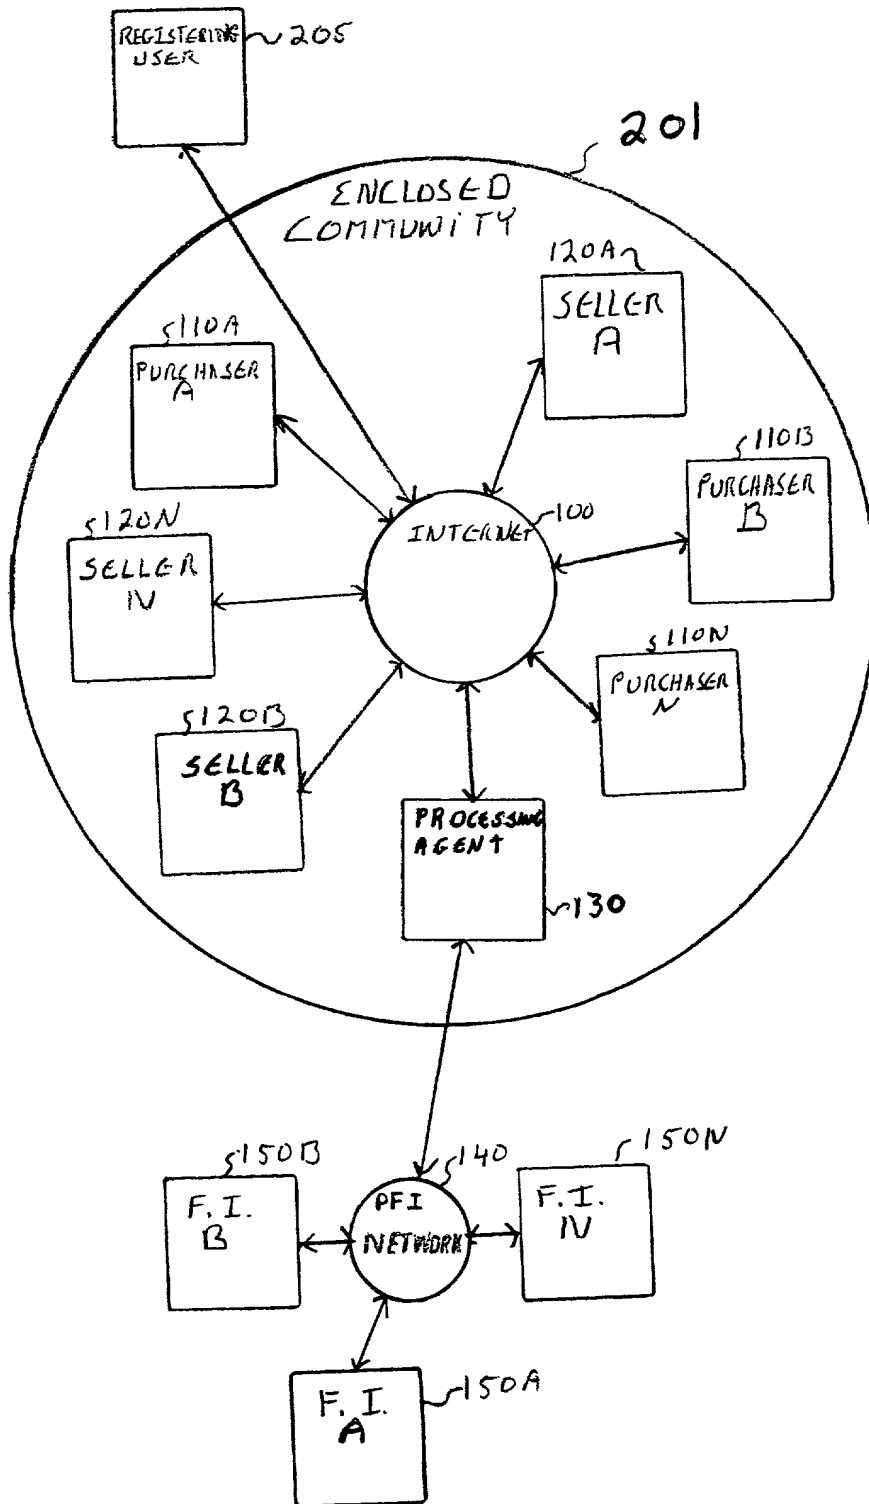 REGISTERING
USER
205
201
ENCLOSED
COMMUNITY
120A
SELLER
A
110A
PURCHASER
A
110B
PURCHASER
B
INTERNET
100
120N
SELLER
N
110N
PURCHASER
N
120B
SELLER
B
PROCESSING
AGENT
130
150B
F. I.
B
140
PFI
NETWORK
150N
F. I.
N
150A
F. I.
A